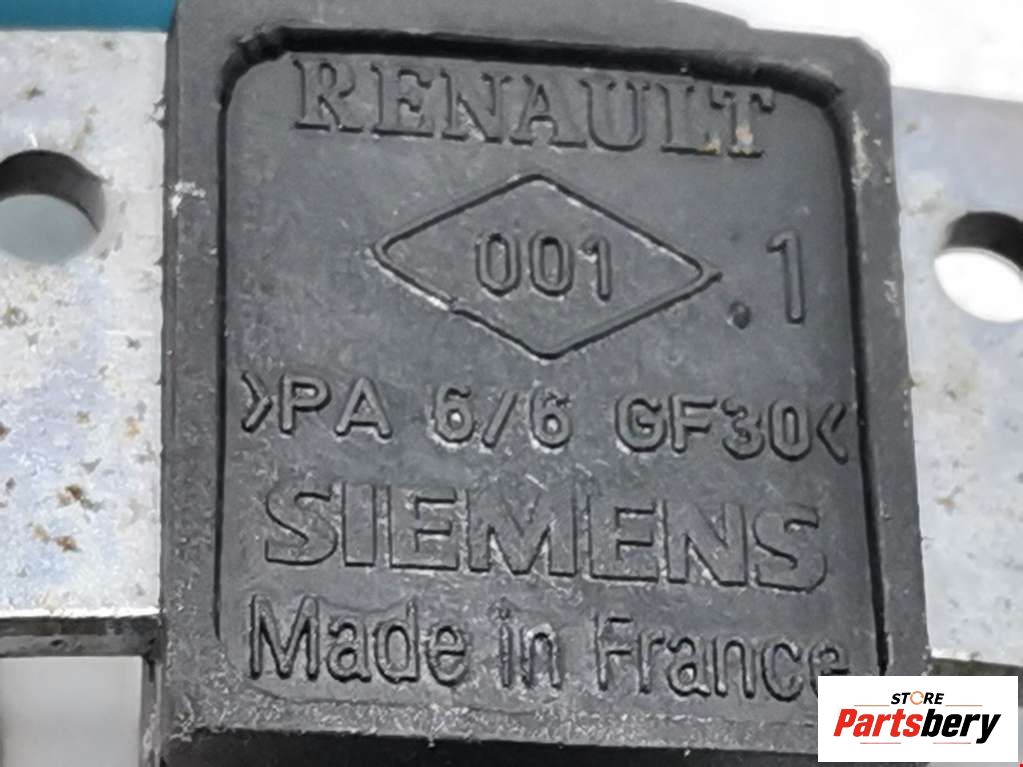 RENAULT
001 .1
>PA 6/6 GF30<
SIEMENS
Made in France
STORE
Partsbery